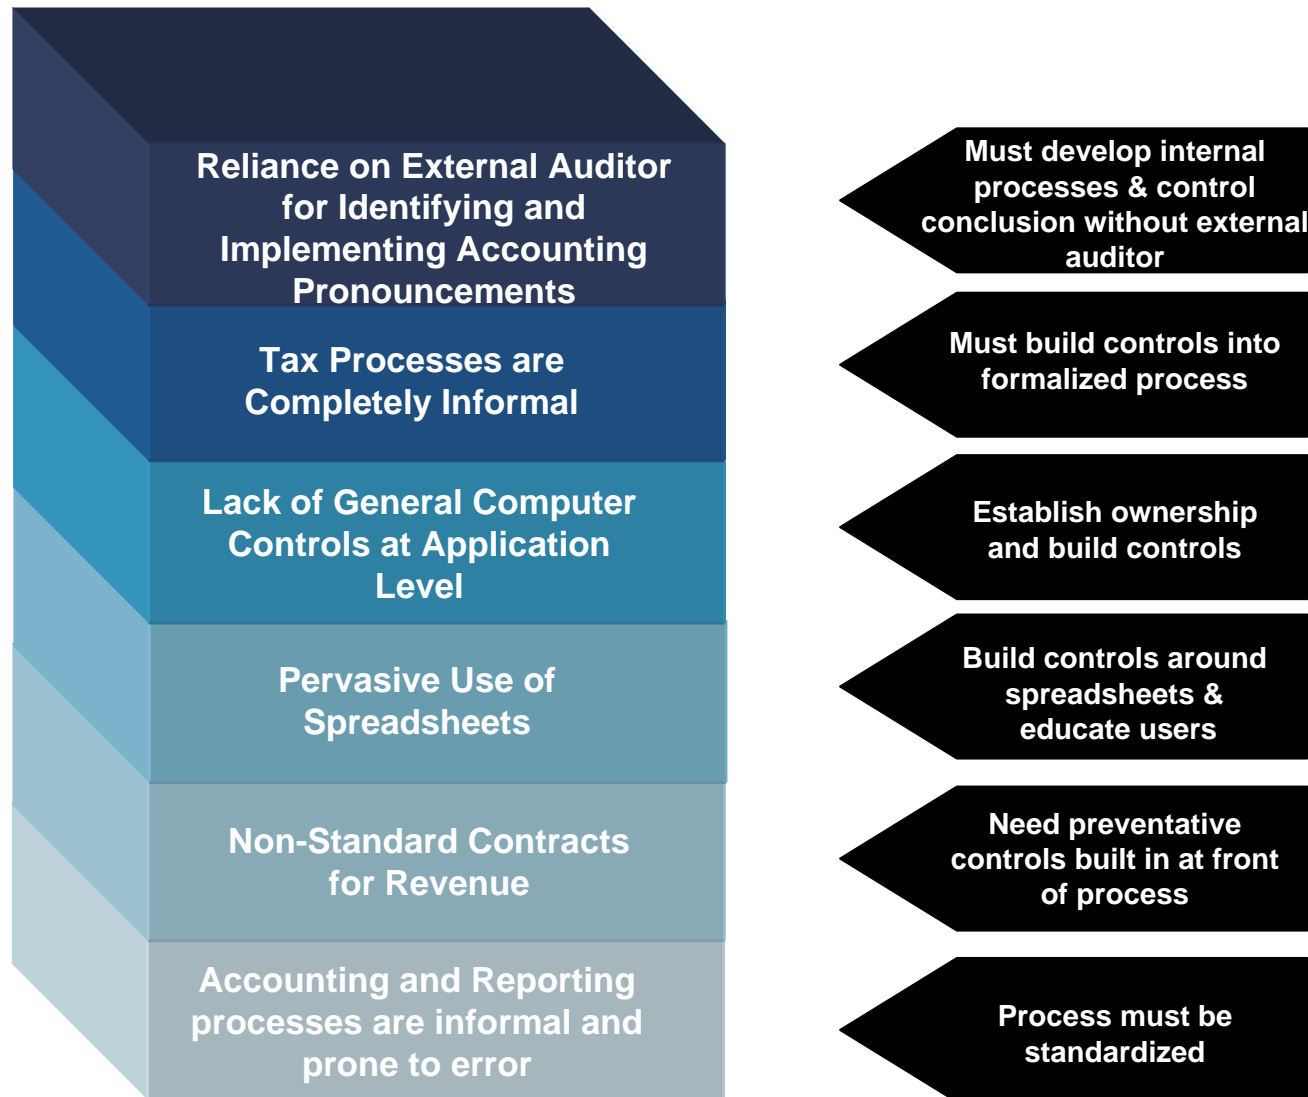 Reliance on External Auditor
for Identifying and
Implementing Accounting
Pronouncements
Must develop internal
processes & control
conclusion without external
auditor
Tax Processes are
Completely Informal
Must build controls into
formalized process
Lack of General Computer
Controls at Application
Level
Establish ownership
and build controls
Pervasive Use of
Spreadsheets
Build controls around
spreadsheets &
educate users
Non-Standard Contracts
for Revenue
Need preventative
controls built in at front
of process
Accounting and Reporting
processes are informal and
prone to error
Process must be
standardized